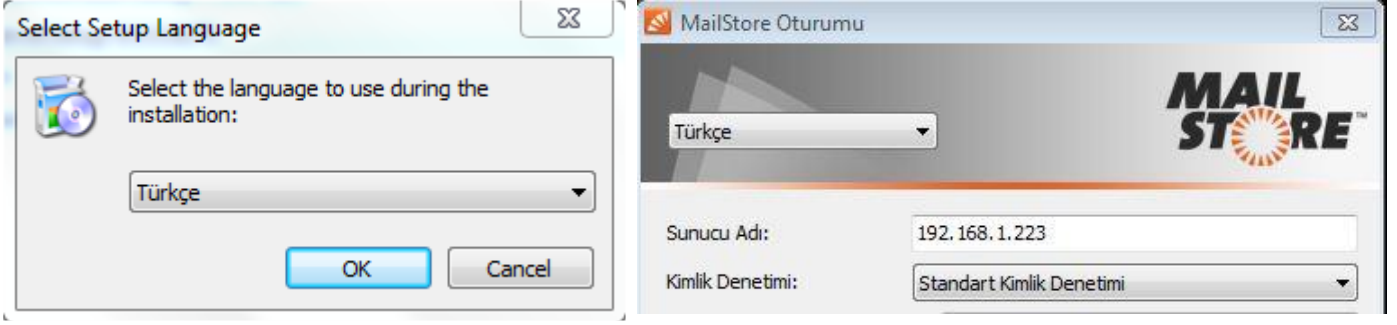 Select Setup Language
Select the language to use during the
installation:
Türkçe
OK
Cancel
MailStore Oturumu
Türkçe
MAIL
STORE™
Sunucu Adı:
192.168.1.223
Kimlik Denetimi:
Standart Kimlik Denetimi